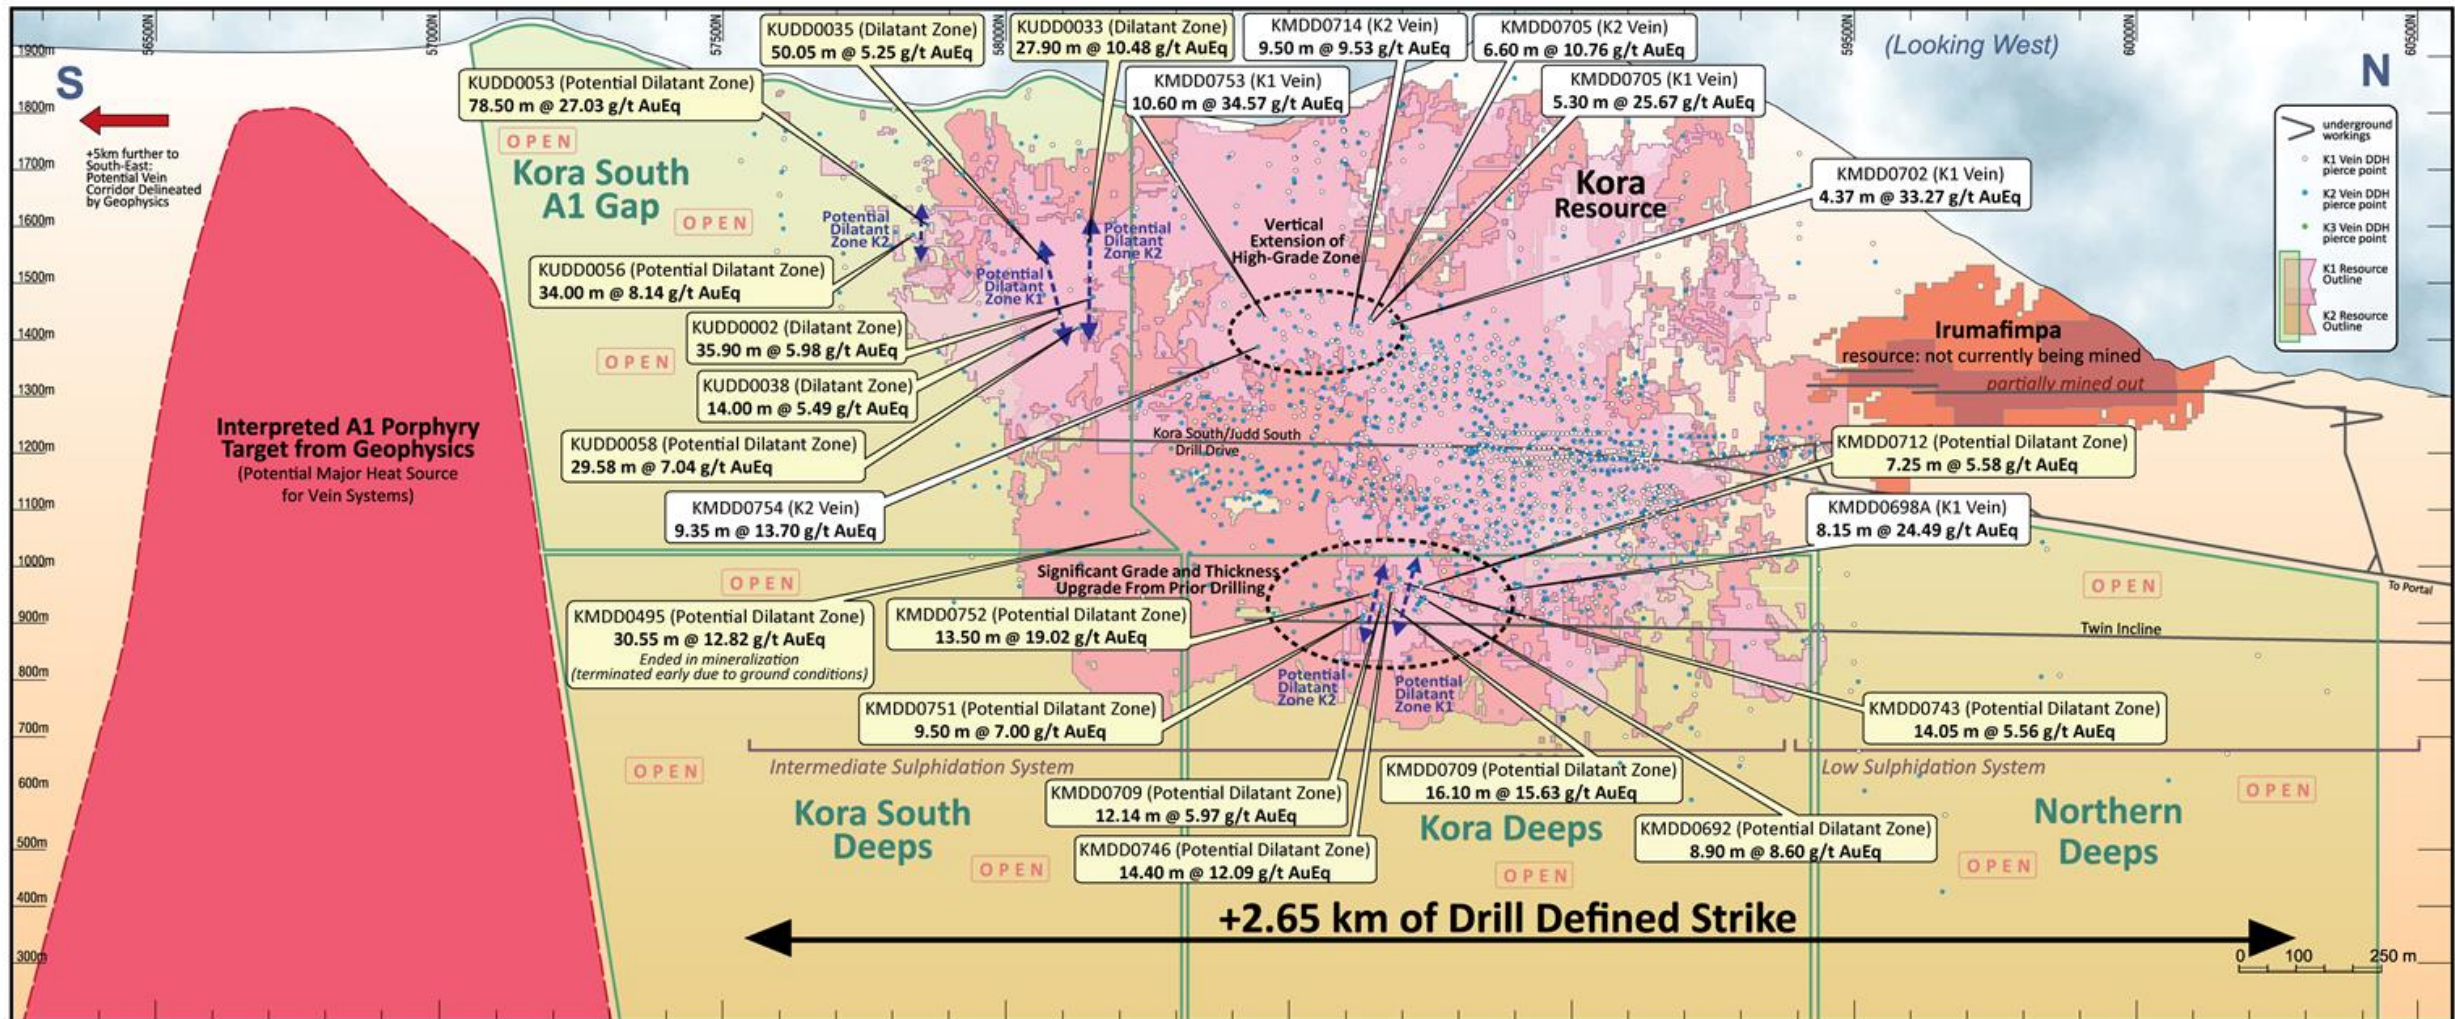 56500N
57000N
57500N
58000N
59500N
60000N
60500N
1900m
1800m
1700m
1600m
1500m
1400m
1300m
1200m
1100m
1000m
900m
800m
700m
600m
500m
400m
300m
S
N
(Looking West)
+5km further to
South-East:
Potential Vein
Corridor Delineated
by Geophysics
KUDD0053 (Potential Dilatant Zone)
78.50 m @ 27.03 g/t AuEq
KUDD0035 (Dilatant Zone)
50.05 m @ 5.25 g/t AuEq
KUDD0033 (Dilatant Zone)
27.90 m @ 10.48 g/t AuEq
KMDD0714 (K2 Vein)
9.50 m @ 9.53 g/t AuEq
KMDD0705 (K2 Vein)
6.60 m @ 10.76 g/t AuEq
KMDD0753 (K1 Vein)
10.60 m @ 34.57 g/t AuEq
KMDD0705 (K1 Vein)
5.30 m @ 25.67 g/t AuEq
KMDD0702 (K1 Vein)
4.37 m @ 33.27 g/t AuEq
underground
workings
K1 Vein DDH
pierce point
K2 Vein DDH
pierce point
K3 Vein DDH
pierce point
K1 Resource
Outline
K2 Resource
Outline
OPEN
Kora South
A1 Gap
OPEN
Potential
Dilatant
Zone K2
Potential
Dilatant
Zone K2
Potential
Dilatant
Zone K1
Vertical
Extension of
High-Grade Zone
Kora
Resource
KUDD0056 (Potential Dilatant Zone)
34.00 m @ 8.14 g/t AuEq
KUDD0002 (Dilatant Zone)
35.90 m @ 5.98 g/t AuEq
OPEN
KUDD0038 (Dilatant Zone)
14.00 m @ 5.49 g/t AuEq
KUDD0058 (Potential Dilatant Zone)
29.58 m @ 7.04 g/t AuEq
KMDD0754 (K2 Vein)
9.35 m @ 13.70 g/t AuEq
Irumafimpa
resource: not currently being mined
partially mined out
Interpreted A1 Porphyry
Target from Geophysics
(Potential Major Heat Source
for Vein Systems)
Kora South/Judd South
Drill Drive
KMDD0712 (Potential Dilatant Zone)
7.25 m @ 5.58 g/t AuEq
KMDD0698A (K1 Vein)
8.15 m @ 24.49 g/t AuEq
OPEN
Significant Grade and Thickness
Upgrade From Prior Drilling
OPEN
To Portal
KMDD0495 (Potential Dilatant Zone)
30.55 m @ 12.82 g/t AuEq
Ended in mineralization
(terminated early due to ground conditions)
KMDD0752 (Potential Dilatant Zone)
13.50 m @ 19.02 g/t AuEq
Twin Incline
Potential
Dilatant
Zone K2
Potential
Dilatant
Zone K1
KMDD0751 (Potential Dilatant Zone)
9.50 m @ 7.00 g/t AuEq
KMDD0743 (Potential Dilatant Zone)
14.05 m @ 5.56 g/t AuEq
OPEN
Intermediate Sulphidation System
Low Sulphidation System
KMDD0709 (Potential Dilatant Zone)
16.10 m @ 15.63 g/t AuEq
KMDD0709 (Potential Dilatant Zone)
12.14 m @ 5.97 g/t AuEq
OPEN
Kora South
Deeps
Kora Deeps
Northern
Deeps
KMDD0692 (Potential Dilatant Zone)
8.90 m @ 8.60 g/t AuEq
KMDD0746 (Potential Dilatant Zone)
14.40 m @ 12.09 g/t AuEq
OPEN
OPEN
OPEN
+2.65 km of Drill Defined Strike
0 100 250 m